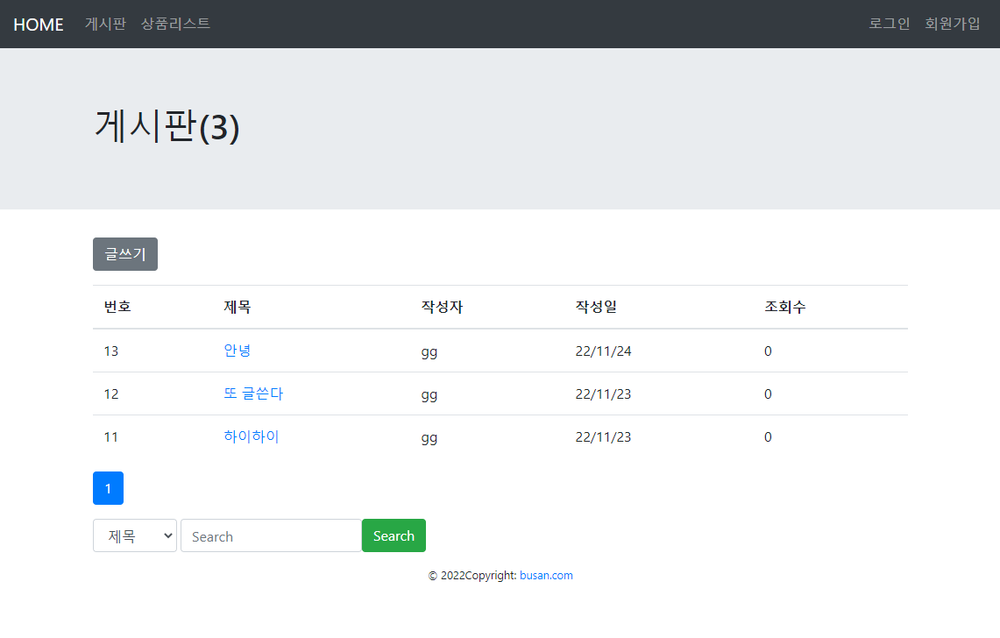 HOME 게시판 상품리스트 로그인 회원가입
게시판(3)
글쓰기
번호 제목 작성자 작성일 조회수
13 안녕 gg 22/11/24 0
12 또 글쓴다 gg 22/11/23 0
11 하이하이 gg 22/11/23 0
1
제목 Search Search
© 2022Copyright: busan.com